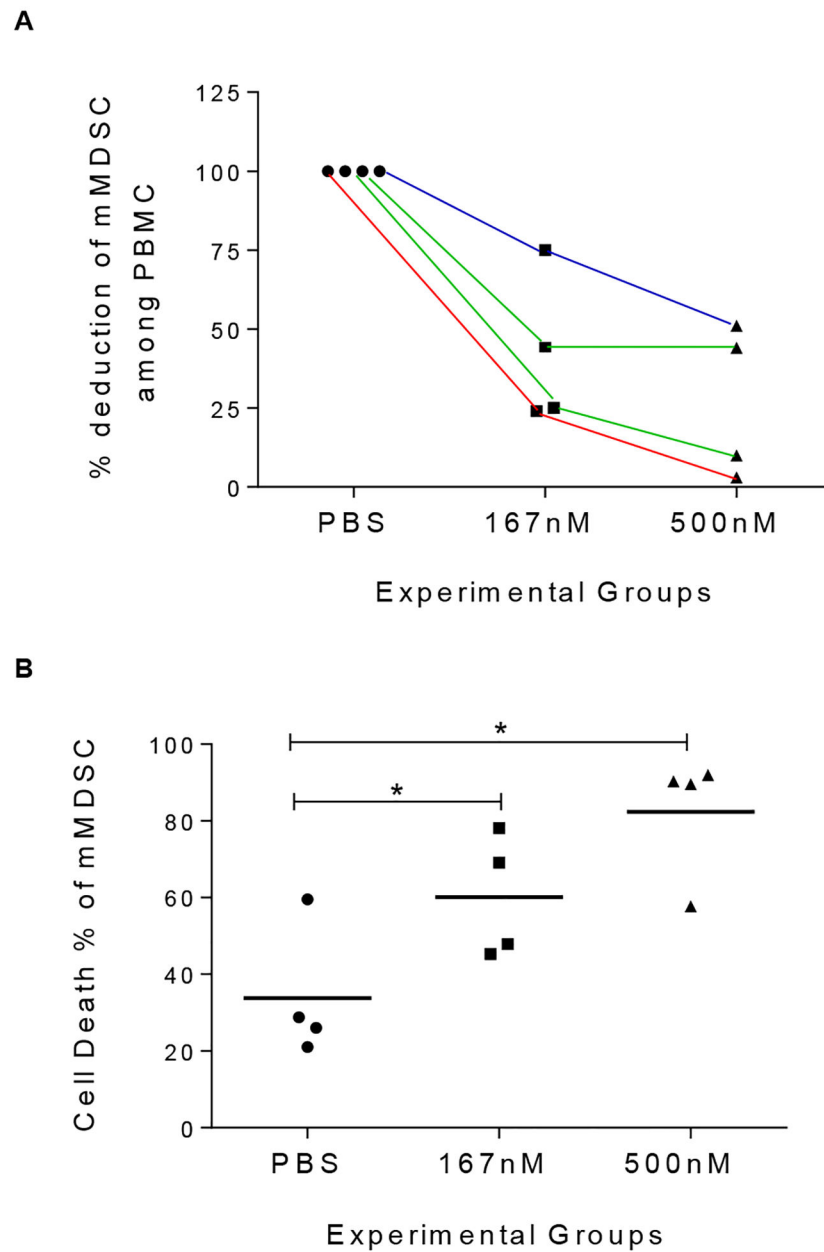 A
% deduction of mMDSC
among PBMC
125
100
75
50
25
0
PBS 167nM 500nM
Experimental Groups
B
Cell Death % of mMDSC
*
*
100
80
60
40
20
0
PBS 167nM 500nM
Experimental Groups